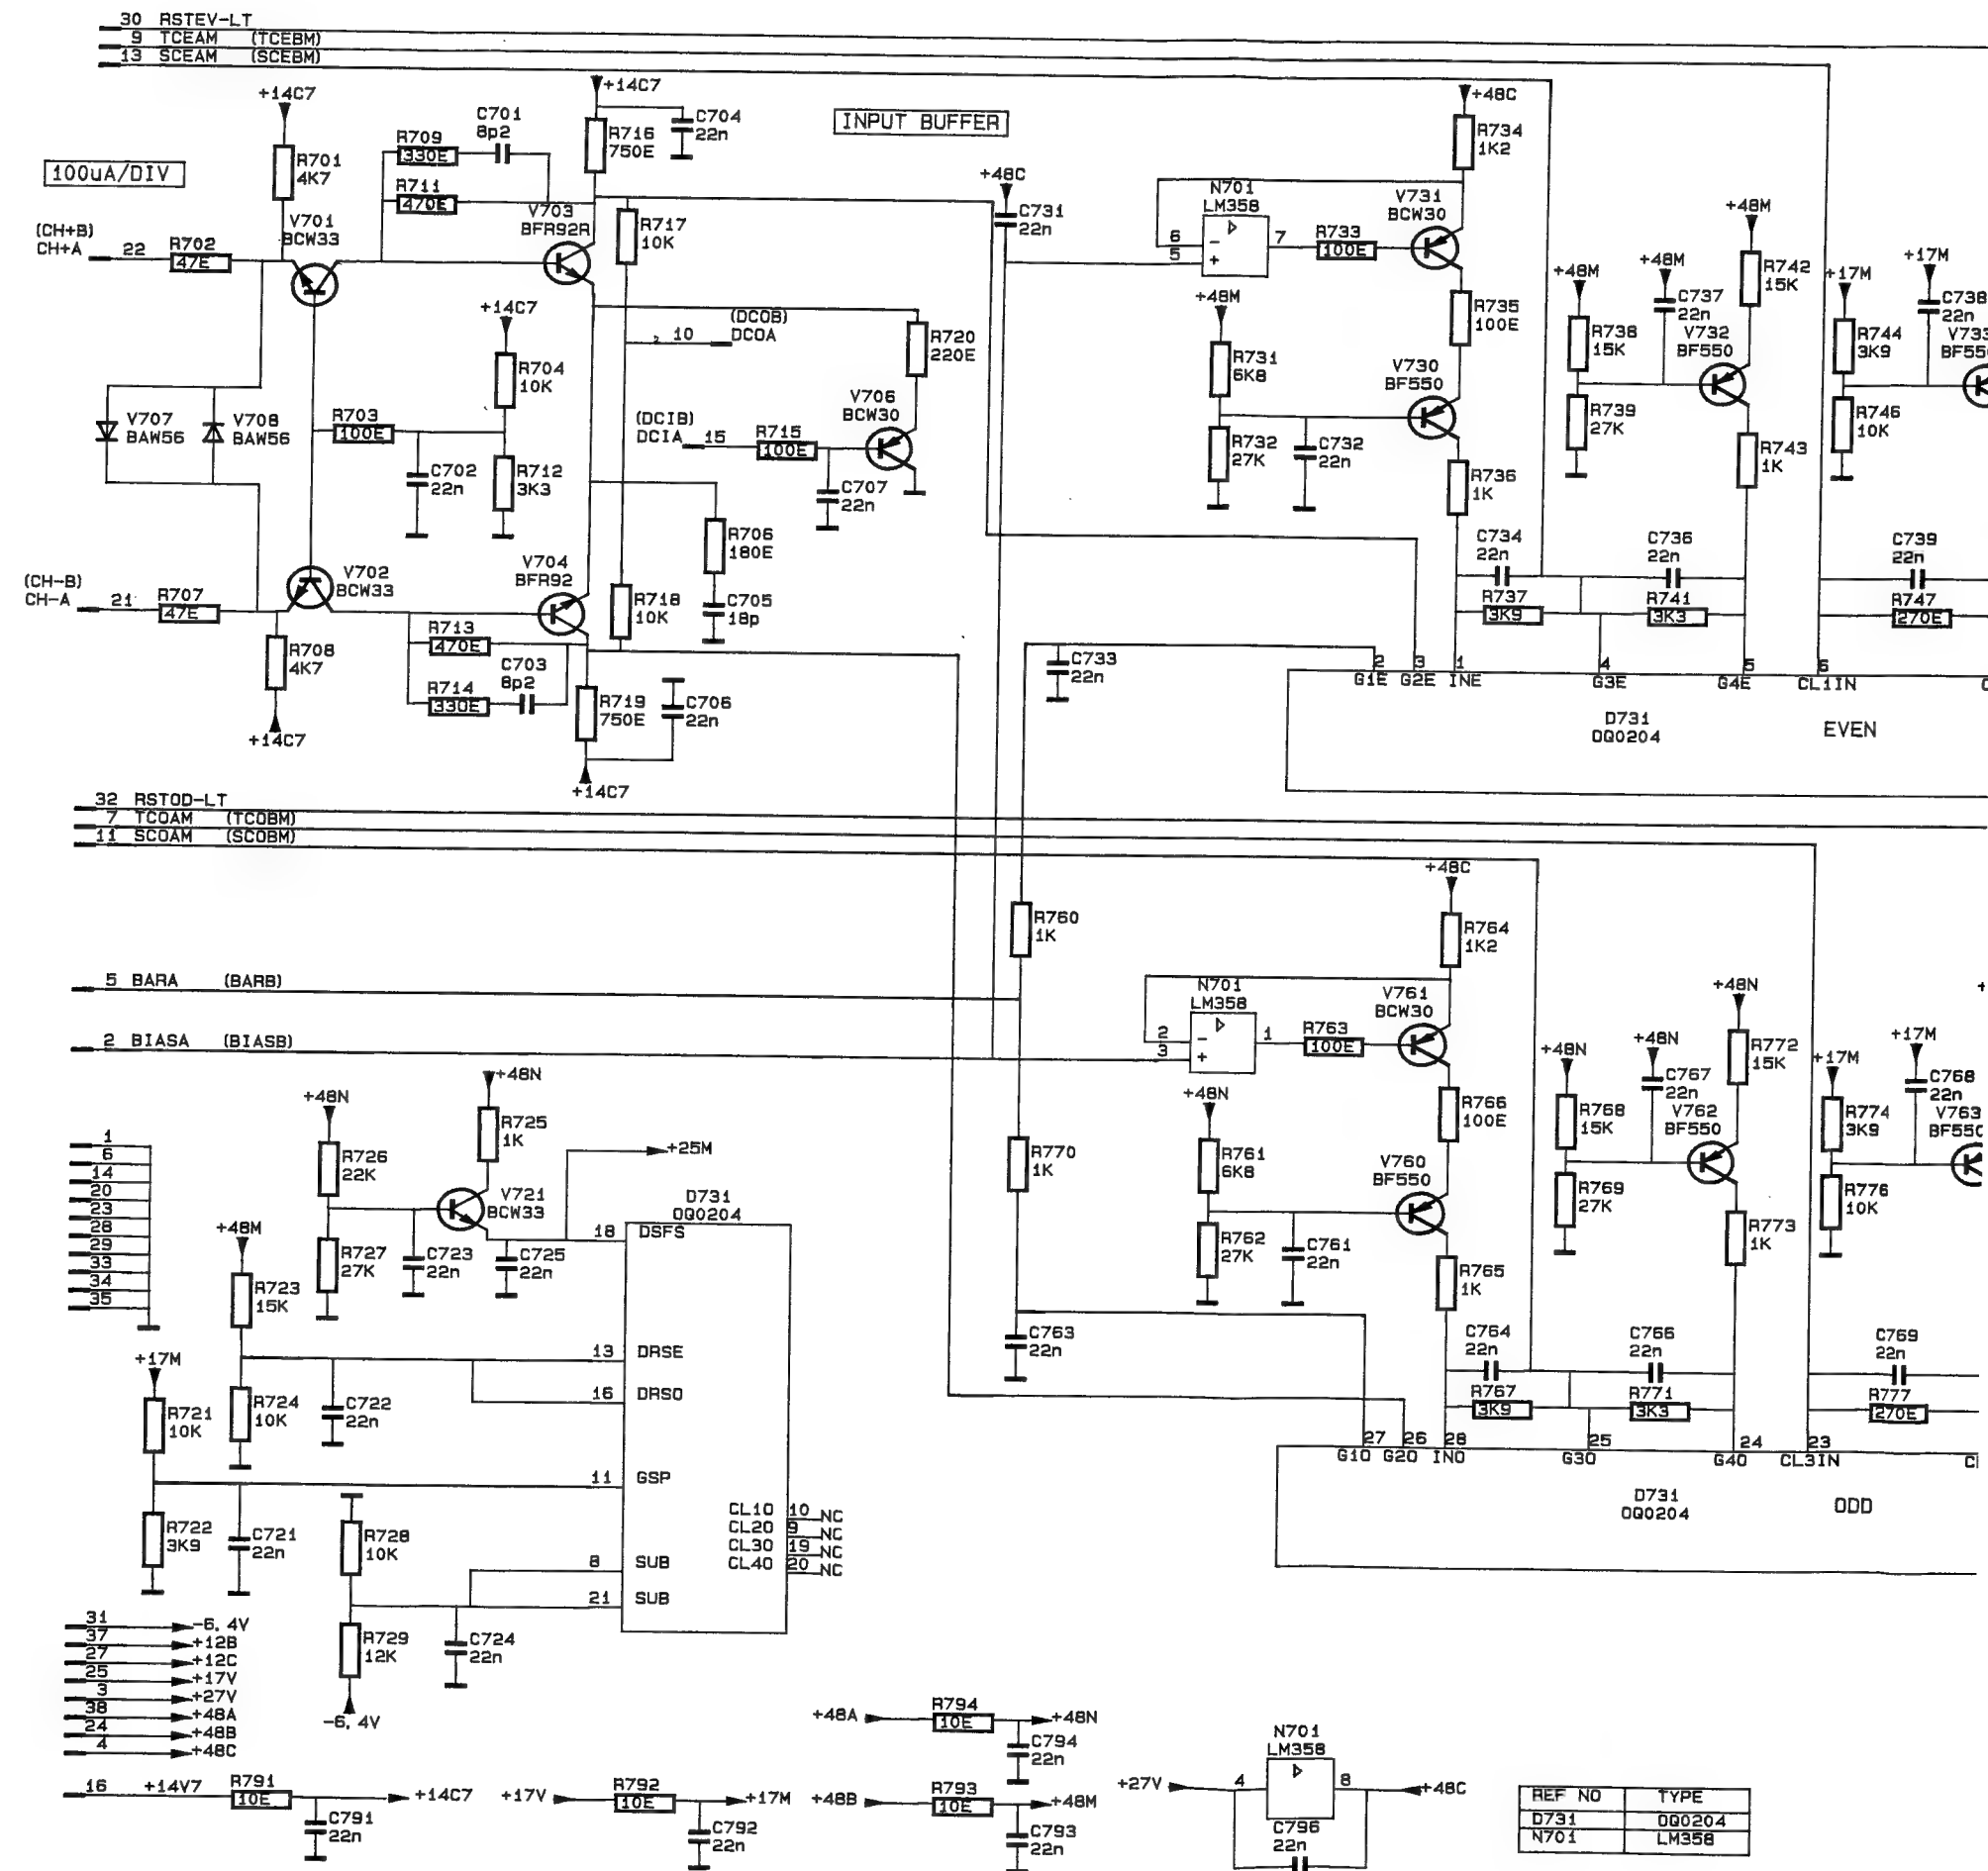 30 RSTEV-LT
9 TCEAM (TCEBM)
13 SCEAM (SCEBM)
+14C7
+14C7
+48C
C701
8p2
C704
22n
INPUT BUFFER
R709
330E
R716
750E
R734
1K2
100uA/DIV
R701
4K7
R711
470E
+48C
N701
LM358
V731
BCW30
V701
BCW33
V703
BFR92R
R717
10K
C731
22n
+48M
(CH+B)
CH+A 22
R702
47E
6
-
5
+
7
R733
100E
+48M
+48M
+17M
R742
15K
+14C7
(DCOB)
10 DCOA
+48M
R735
100E
C737
22n
C738
22n
R720
220E
R738
15K
V732
BF550
R744
3K9
V733
BF55
R704
10K
R731
6K8
V730
BF550
V706
BCW30
V707
BAW56
V708
BAW56
R703
100E
(DCIB)
DCIA 15
R715
100E
R739
27K
R746
10K
R732
27K
C732
22n
R743
1K
C702
22n
R712
3K3
C707
22n
R736
1K
R706
180E
C734
22n
C736
22n
C739
22n
(CH-B)
CH-A 21
R707
47E
V702
BCW33
V704
BFR92
R718
10K
C705
18p
R737
3K9
R741
3K3
R747
270E
R708
4K7
R713
470E
C703
8p2
C733
22n
2 3 1 4 5 6
G1E G2E INE G3E G4E CL1IN
R714
330E
R719
750E
C706
22n
D731
OQ0204
EVEN
+14C7
+14C7
32 RSTOD-LT
7 TCOAM (TCOBM)
11 SCOAM (SCOBM)
+48C
R760
1K
R764
1K2
5 BARA (BARB)
N701
LM358
V761
BCW30
+48N
2 BIASA (BIASB)
2
-
3
+
1
R763
100E
+48N
+48N
+17M
R772
15K
+48N
+48N
+48N
+17M
C767
22n
C768
22n
R725
1K
R766
100E
R768
15K
V762
BF550
R774
3K9
V763
BF55
1
6
14
20
23
28
29
33
34
35
R726
22K
+25M
R770
1K
R761
6K8
V760
BF550
V721
BCW33
D731
OQ0204
R769
27K
R776
10K
+48M
18 DSFS
R762
27K
C761
22n
R773
1K
R727
27K
C723
22n
C725
22n
R723
15K
R765
1K
C763
22n
C764
22n
C766
22n
C769
22n
+17M
13 DRSE
16 DRSO
R721
10K
R724
10K
C722
22n
R767
3K9
R771
3K3
R777
270E
27 26 28 25 24 23
G1O G2O INO G3O G4O CL3IN
11 GSP
D731
OQ0204
ODD
R722
3K9
C721
22n
R728
10K
CL1O 10 NC
CL2O 9 NC
CL3O 19 NC
CL4O 20 NC
8 SUB
21 SUB
31 -6,4V
37 +12B
27 +12C
25 +17V
3 +27V
38 +48A
24 +48B
4 +48C
R729
12K
C724
22n
-6,4V
+48A
R794
10E
+48N
C794
22n
N701
LM358
16 +14V7
R791
10E
+14C7
C791
22n
+17V
R792
10E
+17M
C792
22n
+48B
R793
10E
+48M
C793
22n
+27V 4 8 +48C
C796
22n
REF NO TYPE
D731 OQ0204
N701 LM358